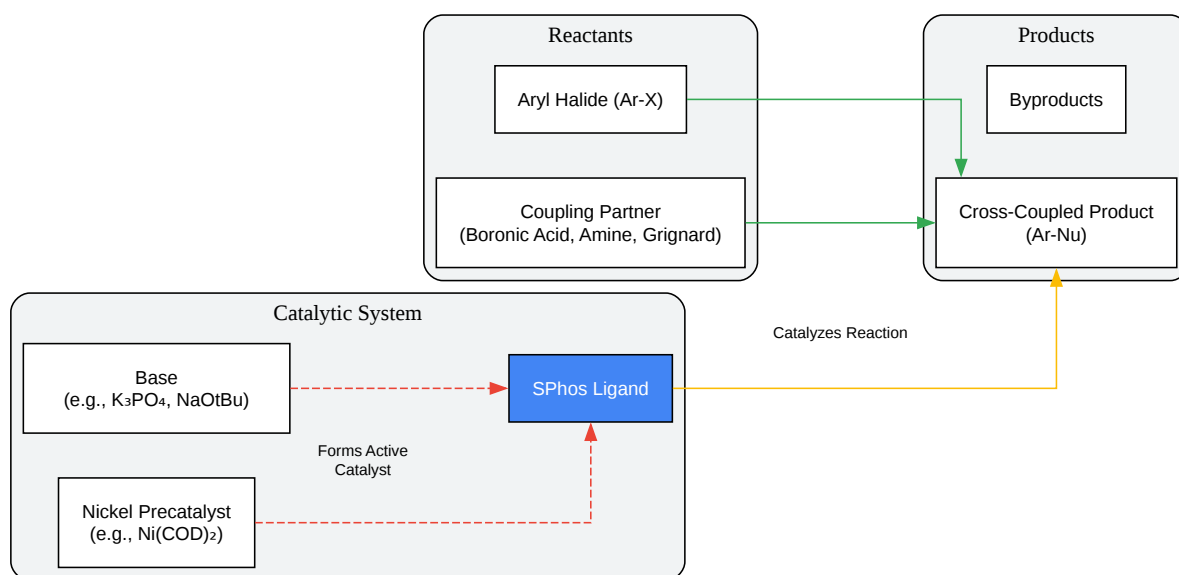 Reactants
Products
Aryl Halide (Ar-X)
Byproducts
Coupling Partner
(Boronic Acid, Amine, Grignard)
Cross-Coupled Product
(Ar-Nu)
Catalytic System
Catalyzes Reaction
Base
(e.g., K₃PO₄, NaOtBu)
SPhos Ligand
Forms Active
Catalyst
Nickel Precatalyst
(e.g., Ni(COD)₂)